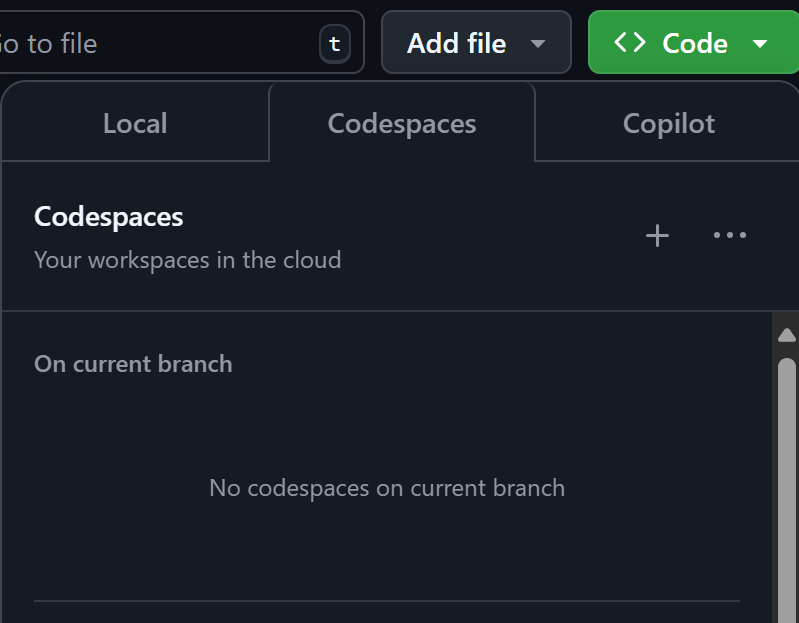 to file
t
Add file
Code
Local
Codespaces
Copilot
Codespaces
Your workspaces in the cloud
On current branch
No codespaces on current branch